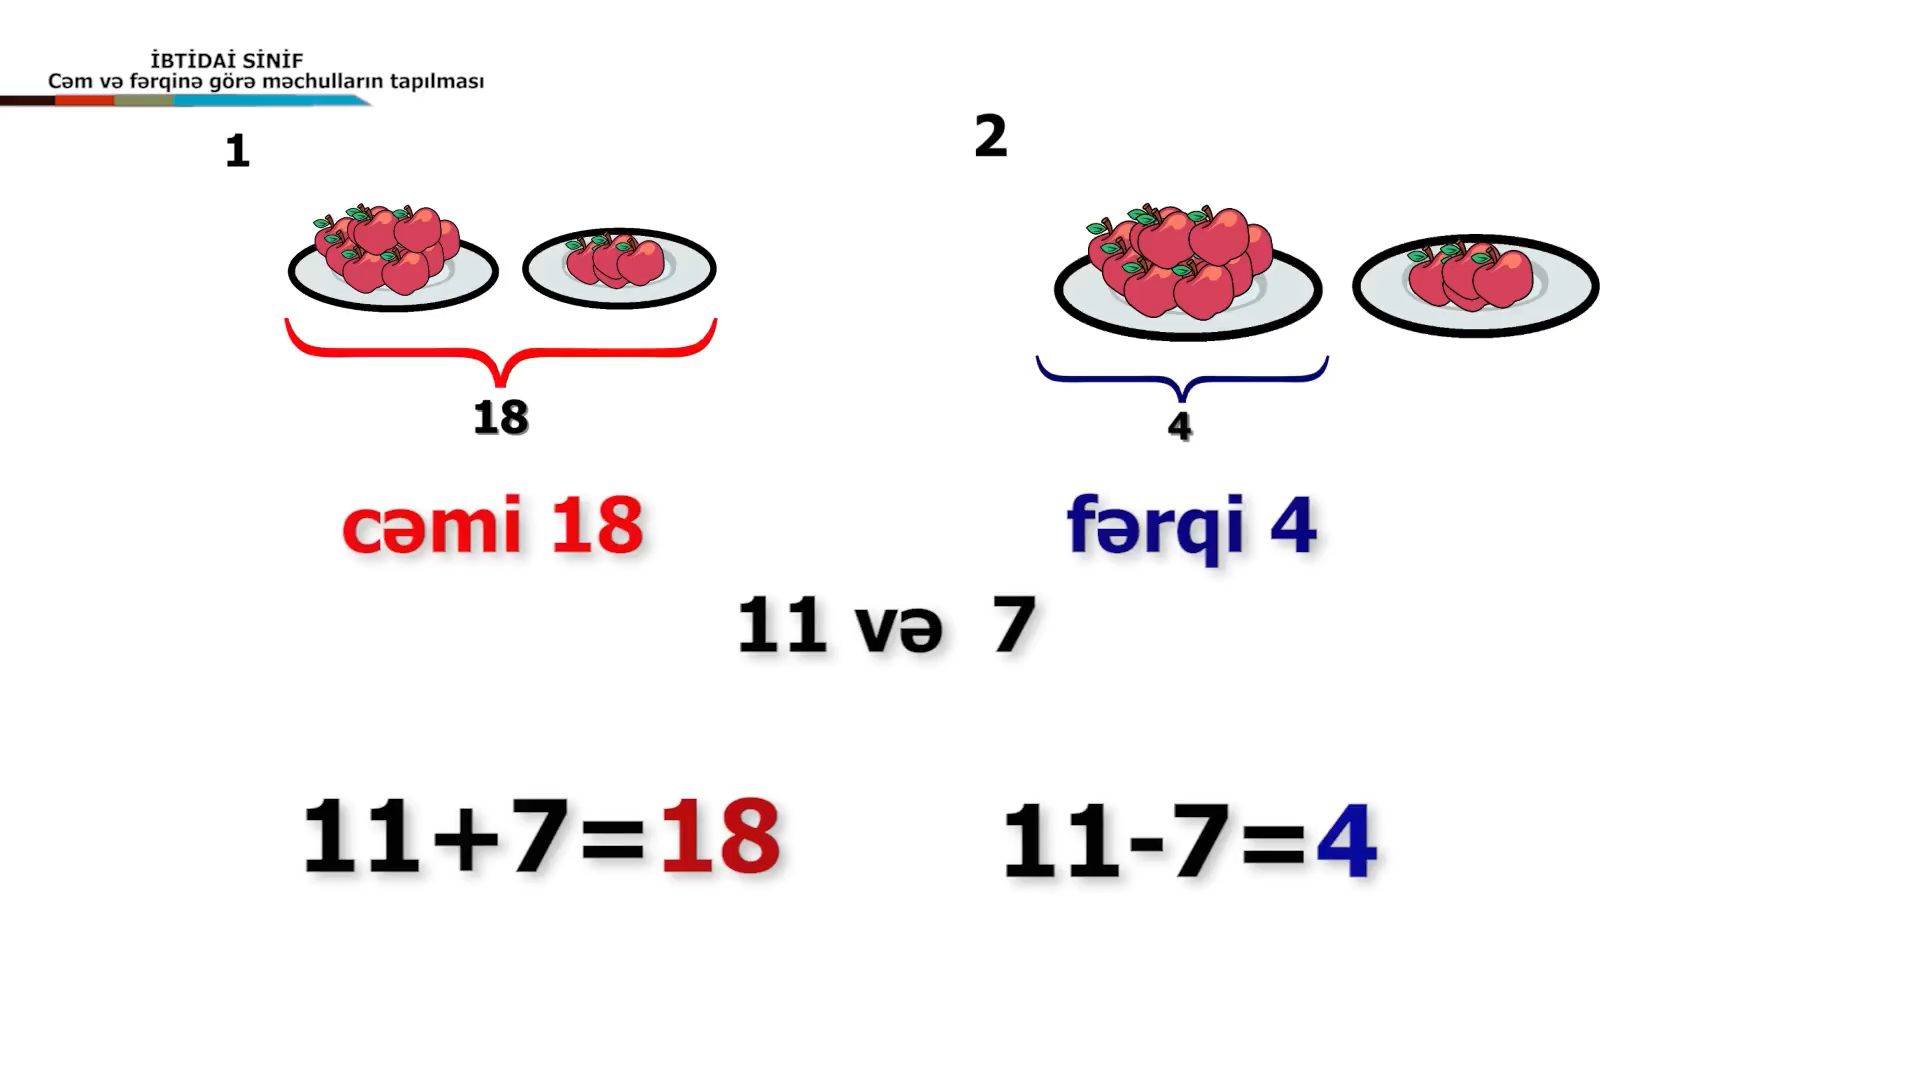 İBTİDAİ SİNİF
Cəm və fərqinə görə məchulların tapılması
1
2
18
4
cəmi 18
fərqi 4
11 və 7
11+7=18
11-7=4